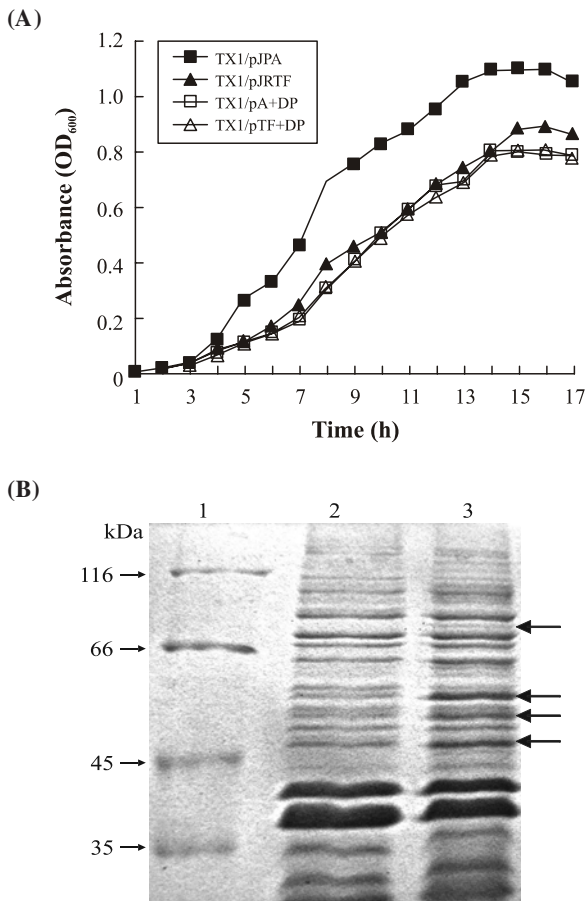 (A)
1.2
1.0
0.8
0.6
0.4
0.2
0
Absorbance (OD600)
TX1/pJPA
TX1/pJRTF
TX1/pA+DP
TX1/pTF+DP
1 3 5 7 9 11 13 15 17
Time (h)
(B)
kDa 1 2 3
116
66
45
35